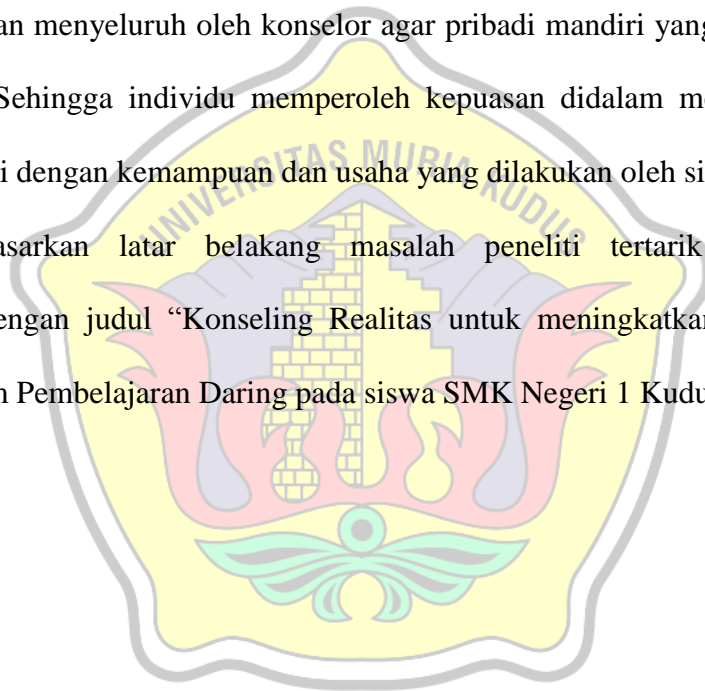 an menyeluruh oleh konselor agar pribadi mandiri yang
Sehingga individu memperoleh kepuasan didalam me
i dengan kemampuan dan usaha yang dilakukan oleh si
asarkan latar belakang masalah peneliti tertarik
engan judul “Konseling Realitas untuk meningkatkan
n Pembelajaran Daring pada siswa SMK Negeri 1 Kudu
UNIVERSITAS MURIA KUDUS